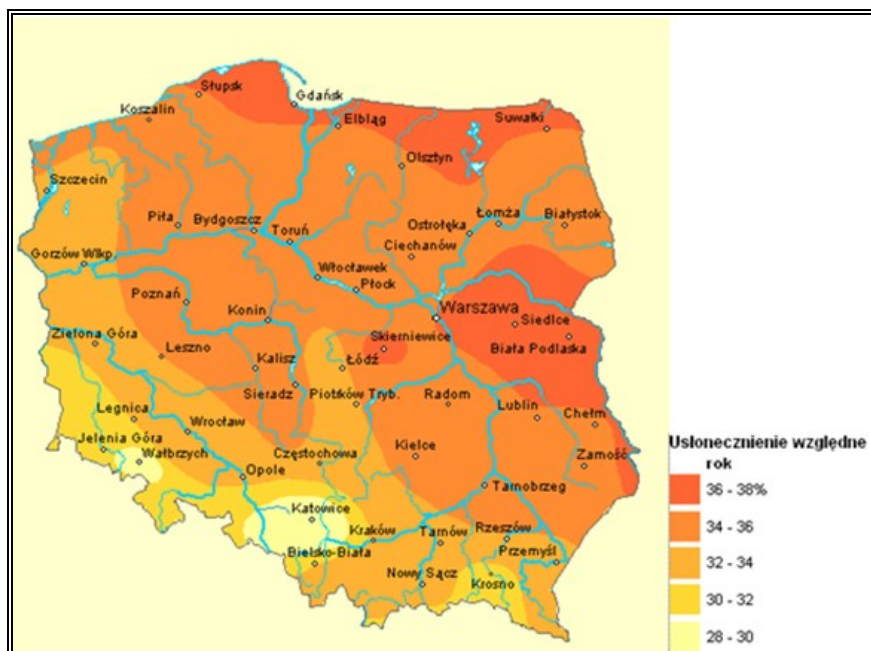 Słupsk
Gdańsk
Koszalin
Elbląg
Suwałki
Olsztyn
Szczecin
Piła
Bydgoszcz
Toruń
Ostrołęka
Łomża
Białystok
Ciechanów
Gorzów Wlkp.
Włocławek
Płock
Poznań
Konin
Warszawa
Siedlce
Zielona Góra
Skierniewice
Biała Podlaska
Leszno
Kalisz
Łódź
Sieradz
Piotrków Tryb.
Radom
Lublin
Chełm
Legnica
Wrocław
Jelenia Góra
Wałbrzych
Częstochowa
Kielce
Zamość
Opole
Tarnobrzeg
Katowice
Kraków
Tarnów
Rzeszów
Przemyśl
Bielsko-Biała
Nowy Sącz
Krosno
Usłonecznienie względne
rok
36 - 38%
34 - 36
32 - 34
30 - 32
28 - 30